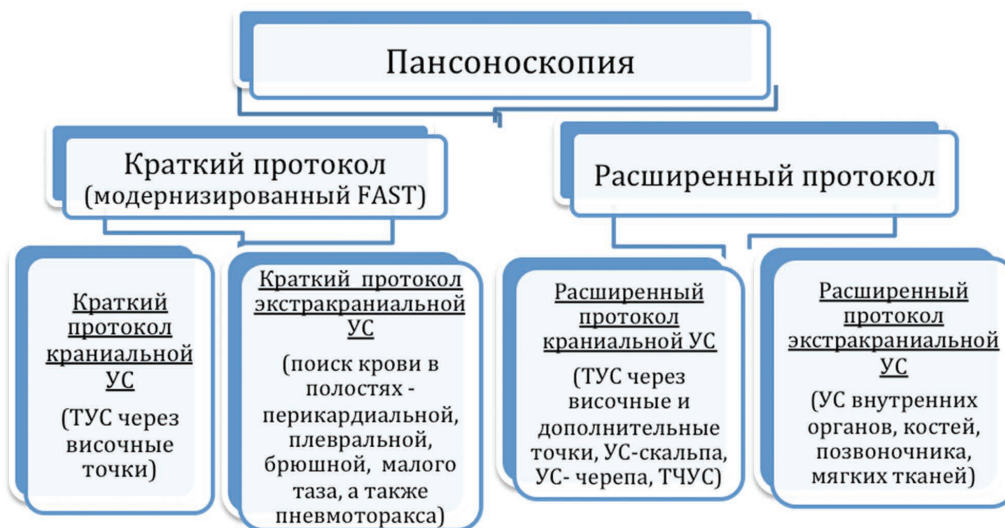 Пансоноскопия
Краткий протокол
(модернизированный FAST)
Расширенный протокол
Краткий
протокол
краниальной
УС
(ТУС через
височные
точки)
Краткий протокол
экстракраниальной
УС
(поиск крови в
полостях -
перикардиальной,
плевральной,
брюшной, малого
таза, а также
пневмоторакса)
Расширенный
протокол
краниальной УС
(ТУС через
височные и
дополнительные
точки, УС-скальпа,
УС- черепа, ТЧУС)
Расширенный
протокол
экстракраниальной
УС
(УС внутренних
органов, костей,
позвоночника,
мягких тканей)